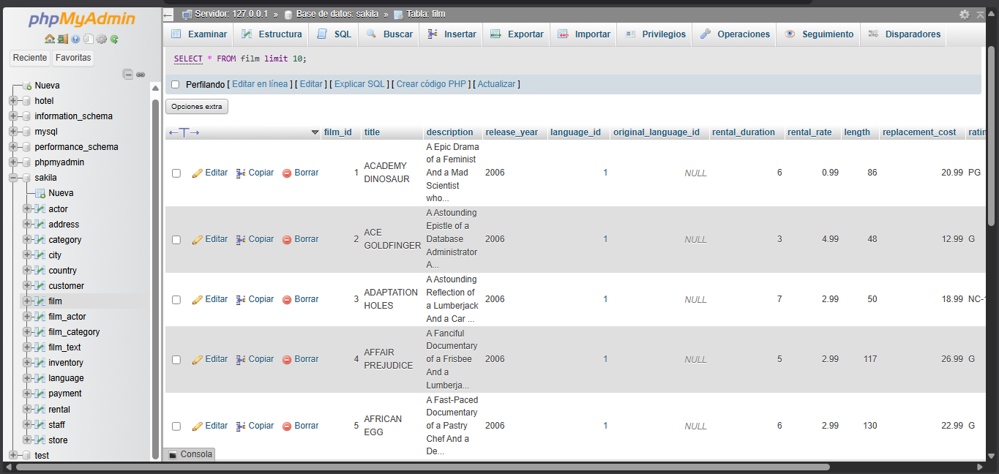 phpMyAdmin
Reciente Favoritas
Nueva
hotel
information_schema
mysql
performance_schema
phpmyadmin
sakila
Nueva
actor
address
category
city
country
customer
film
film_actor
film_category
film_text
inventory
language
payment
rental
staff
store
test
Servidor: 127.0.0.1 » Base de datos: sakila » Tabla: film
Examinar Estructura SQL Buscar Insertar Exportar Importar Privilegios Operaciones Seguimiento Disparadores
SELECT * FROM film limit 10;
Perfilando [ Editar en línea ] [ Editar ] [ Explicar SQL ] [ Crear código PHP ] [ Actualizar ]
Opciones extra
←T→ film_id title description release_year language_id original_language_id rental_duration rental_rate length replacement_cost ratin
Editar Copiar Borrar 1 ACADEMY DINOSAUR
A Epic Drama
of a Feminist
And a Mad
Scientist
who...
2006 1 NULL 6 0.99 86 20.99 PG
Editar Copiar Borrar 2 ACE GOLDFINGER
A Astounding
Epistle of a
Database
Administrator
A...
2006 1 NULL 3 4.99 48 12.99 G
Editar Copiar Borrar 3 ADAPTATION HOLES
A Astounding
Reflection of
a Lumberjack
And a Car ...
2006 1 NULL 7 2.99 50 18.99 NC-1
Editar Copiar Borrar 4 AFFAIR PREJUDICE
A Fanciful
Documentary
of a Frisbee
And a
Lumberja...
2006 1 NULL 5 2.99 117 26.99 G
Editar Copiar Borrar 5 AFRICAN EGG
A Fast-Paced
Documentary
of a Pastry
Chef And a
De...
2006 1 NULL 6 2.99 130 22.99 G
Consola